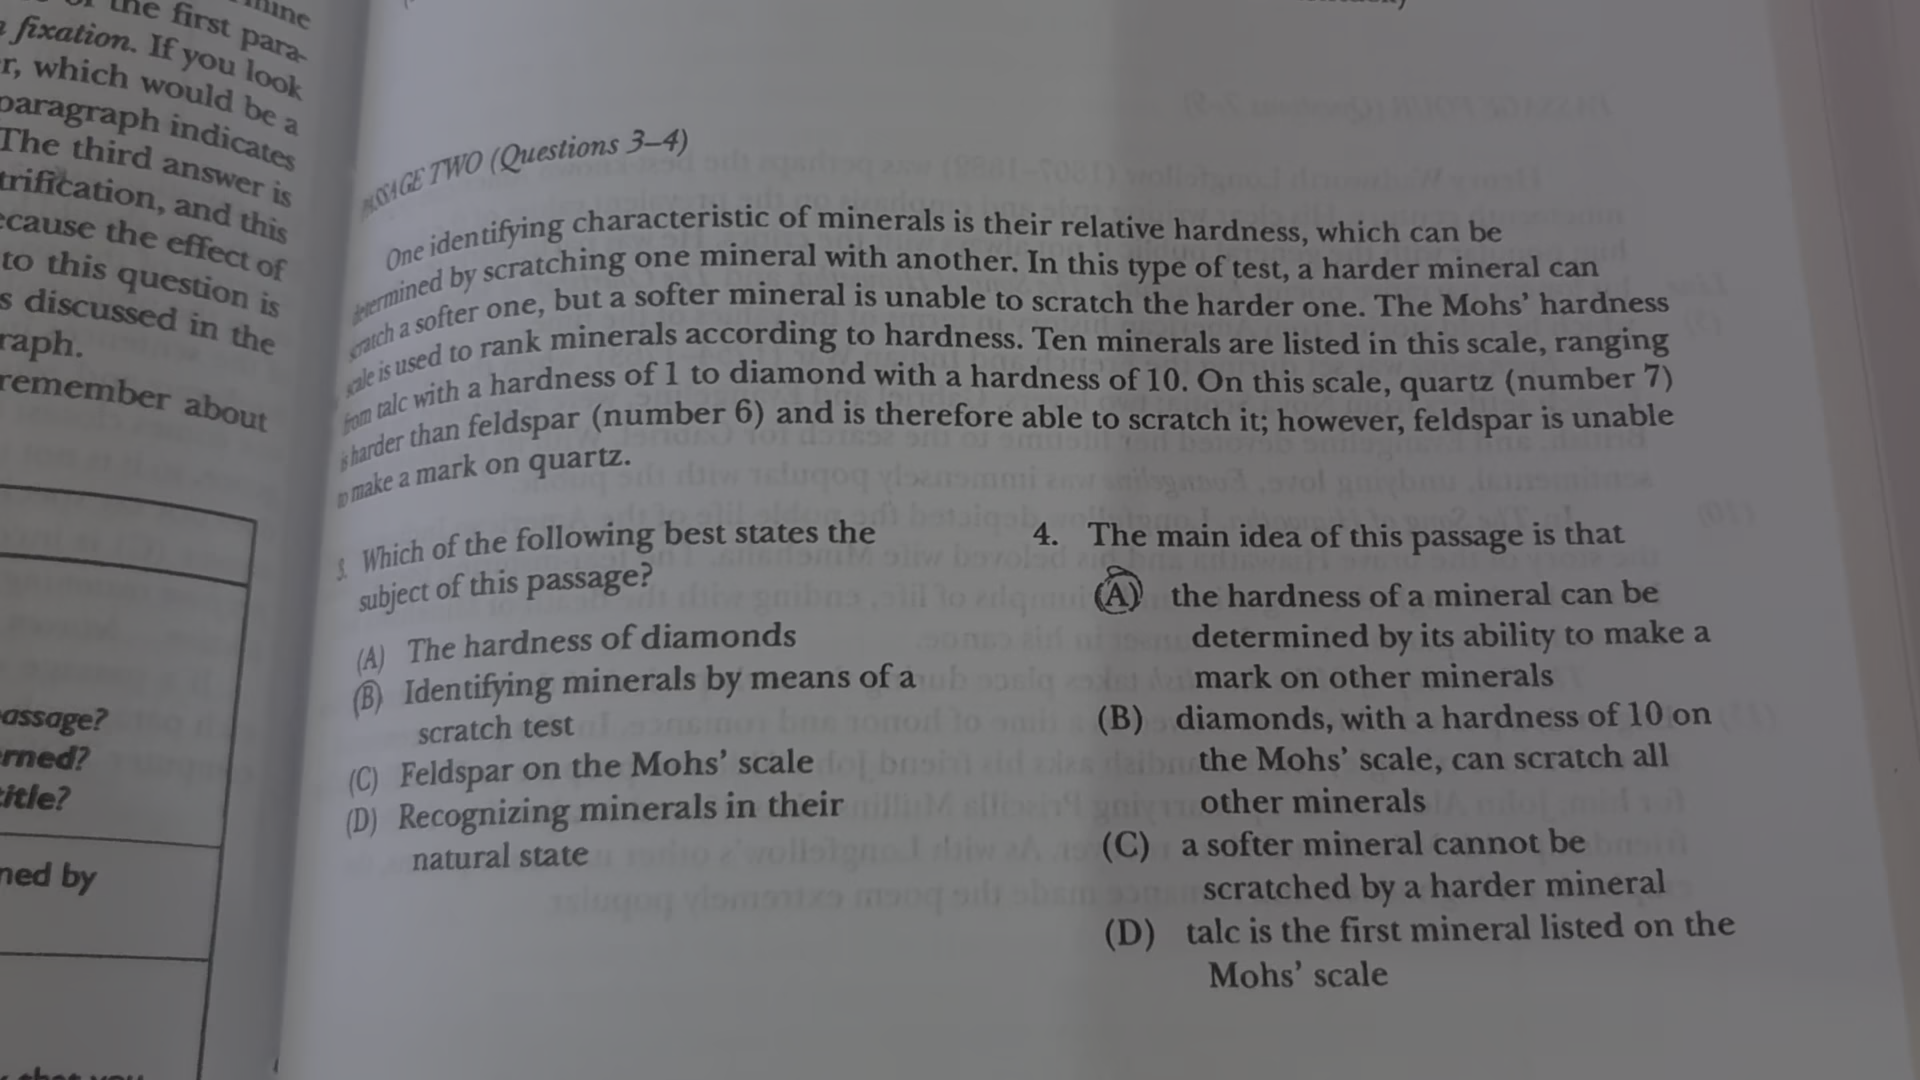 mine
the first para-
fixation. If you look
r, which would be a
paragraph indicates
The third answer is
trification, and this
ecause the effect of
to this question is
s discussed in the
raph.
remember about
assage?
erned?
title?
ned by
that you
PASSAGE TWO (Questions 3–4)
One identifying characteristic of minerals is their relative hardness, which can be
determined by scratching one mineral with another. In this type of test, a harder mineral can
scratch a softer one, but a softer mineral is unable to scratch the harder one. The Mohs’ hardness
scale is used to rank minerals according to hardness. Ten minerals are listed in this scale, ranging
from talc with a hardness of 1 to diamond with a hardness of 10. On this scale, quartz (number 7)
is harder than feldspar (number 6) and is therefore able to scratch it; however, feldspar is unable
to make a mark on quartz.
3. Which of the following best states the
subject of this passage?
(A) The hardness of diamonds
(B) Identifying minerals by means of a
scratch test
(C) Feldspar on the Mohs’ scale
(D) Recognizing minerals in their
natural state
4. The main idea of this passage is that
(A) the hardness of a mineral can be
determined by its ability to make a
mark on other minerals
(B) diamonds, with a hardness of 10 on
the Mohs’ scale, can scratch all
other minerals
(C) a softer mineral cannot be
scratched by a harder mineral
(D) talc is the first mineral listed on the
Mohs’ scale